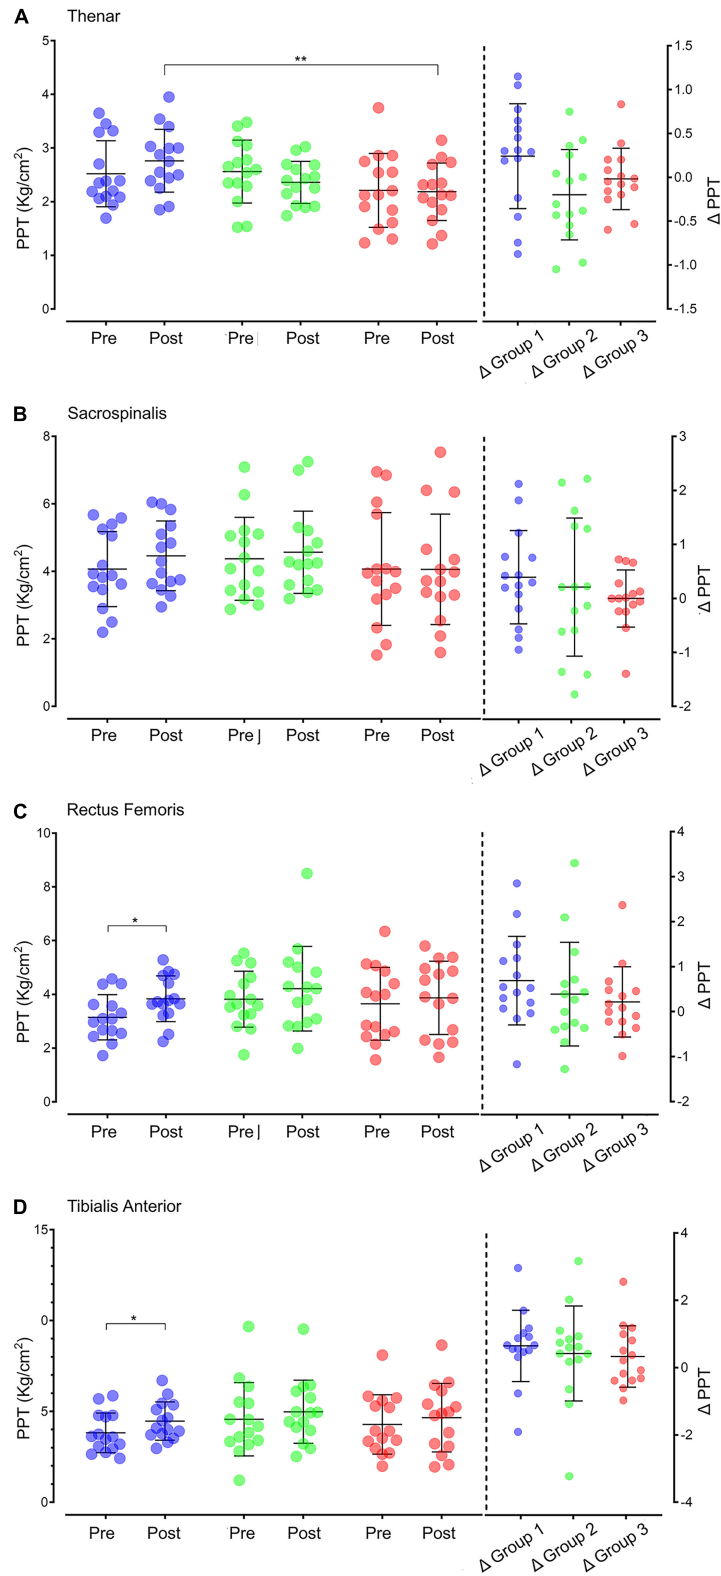 A Thenar
**
PPT (Kg/cm²)
5
4
3
2
1
0
1.5
1.0
0.5
0.0
-0.5
-1.0
-1.5
Δ PPT
Pre Post Pre Post Pre Post
Δ Group 1 Δ Group 2 Δ Group 3
B Sacrospinalis
PPT (Kg/cm²)
8
6
4
2
0
3
2
1
0
-1
-2
Δ PPT
Pre Post Pre Post Pre Post
Δ Group 1 Δ Group 2 Δ Group 3
C Rectus Femoris
*
PPT (Kg/cm²)
10
8
6
4
2
0
4
3
2
1
0
-1
-2
Δ PPT
Pre Post Pre Post Pre Post
Δ Group 1 Δ Group 2 Δ Group 3
D Tibialis Anterior
*
PPT (Kg/cm²)
15
0
5
0
4
2
0
-2
-4
Δ PPT
Pre Post Pre Post Pre Post
Δ Group 1 Δ Group 2 Δ Group 3